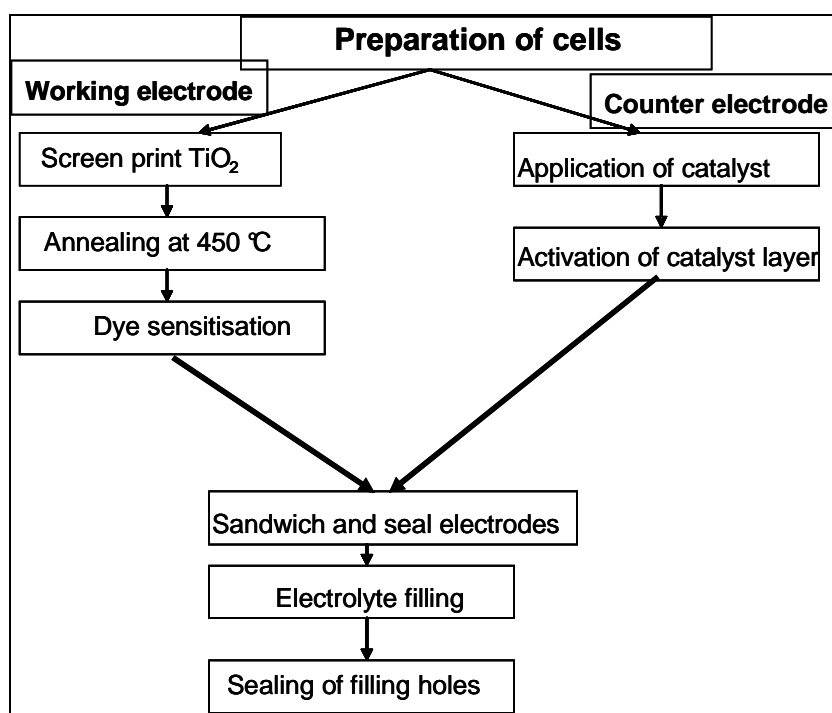 Preparation of cells
Working electrode
Counter electrode
Screen print TiO₂
Application of catalyst
Annealing at 450 °C
Activation of catalyst layer
Dye sensitisation
Sandwich and seal electrodes
Electrolyte filling
Sealing of filling holes